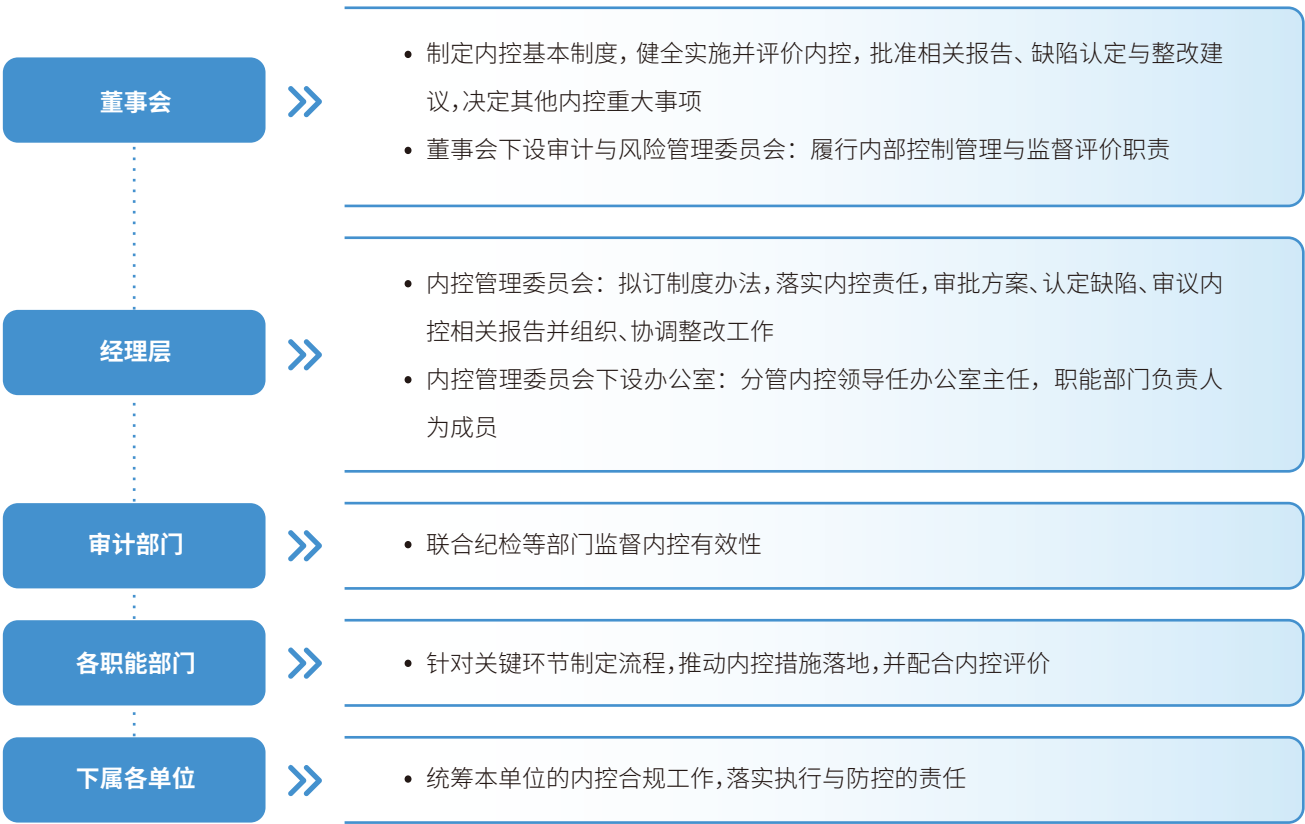 董事会
• 制定内控基本制度，健全实施并评价内控，批准相关报告、缺陷认定与整改建
议，决定其他内控重大事项
• 董事会下设审计与风险管理委员会：履行内部控制管理与监督评价职责
经理层
• 内控管理委员会：拟订制度办法，落实内控责任，审批方案、认定缺陷、审议内
控相关报告并组织、协调整改工作
• 内控管理委员会下设办公室：分管内控领导任办公室主任，职能部门负责人
为成员
审计部门
• 联合纪检等部门监督内控有效性
各职能部门
• 针对关键环节制定流程，推动内控措施落地，并配合内控评价
下属各单位
• 统筹本单位的内控合规工作，落实执行与防控的责任